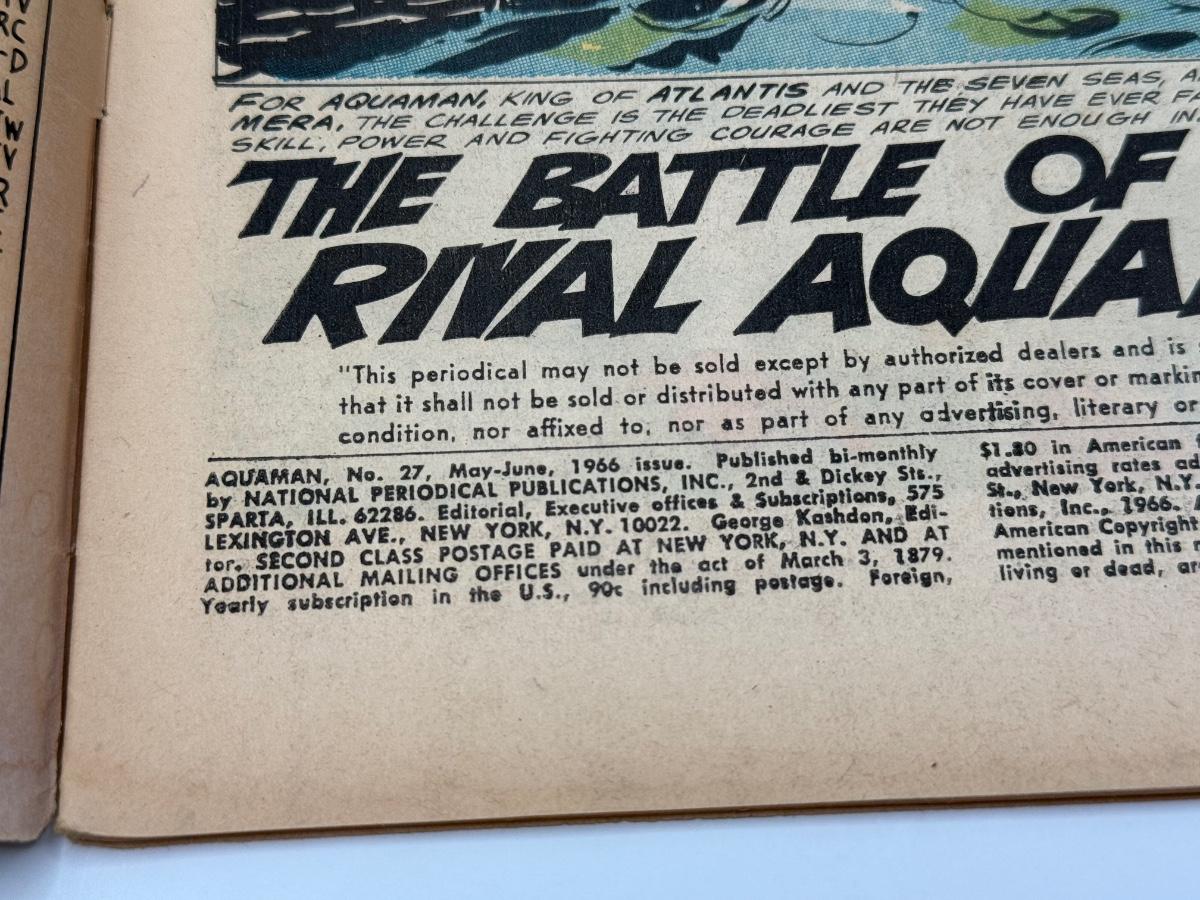 FOR AQUAMAN, KING OF ATLANTIS AND THE SEVEN SEAS,
MERA, THE CHALLENGE IS THE DEADLIEST THEY HAVE EVER
SKILL, POWER AND FIGHTING COURAGE ARE NOT ENOUGH
THE BATTLE OF
RIVAL AQUA
"This periodical may not be sold except by authorized dealers and is
that it shall not be sold or distributed with any part of its cover or
condition, nor affixed to, nor as part of any advertising, literary or
AQUAMAN, No. 27, May-June, 1966 issue. Published bi-monthly
by NATIONAL PERIODICAL PUBLICATIONS, INC., 2nd & Dickey Sts.,
SPARTA, ILL. 62286. Editorial, Executive offices & Subscriptions, 575
LEXINGTON AVE., NEW YORK, N.Y. 10022. George Kashdon, Edi-
tor. SECOND CLASS POSTAGE PAID AT NEW YORK, N.Y. AND AT
ADDITIONAL MAILING OFFICES under the act of March 3, 1879.
Yearly subscription in the U.S., 90c including postage. Foreign,
$1.80 in American
advertising rates
St., New York, N.Y.
tions, Inc., 1966.
American Copyright
mentioned in this
living or dead,